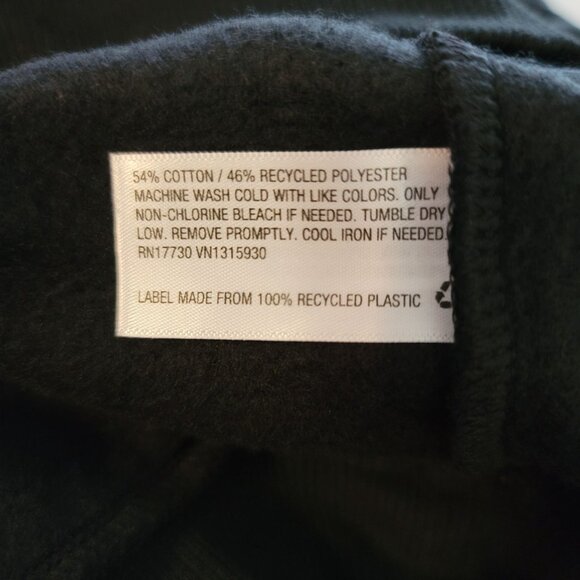 54% COTTON / 46% RECYCLED POLYESTER
MACHINE WASH COLD WITH LIKE COLORS. ONLY
NON-CHLORINE BLEACH IF NEEDED. TUMBLE DRY
LOW. REMOVE PROMPTLY. COOL IRON IF NEEDED.
RN17730 VN1315930
LABEL MADE FROM 100% RECYCLED PLASTIC